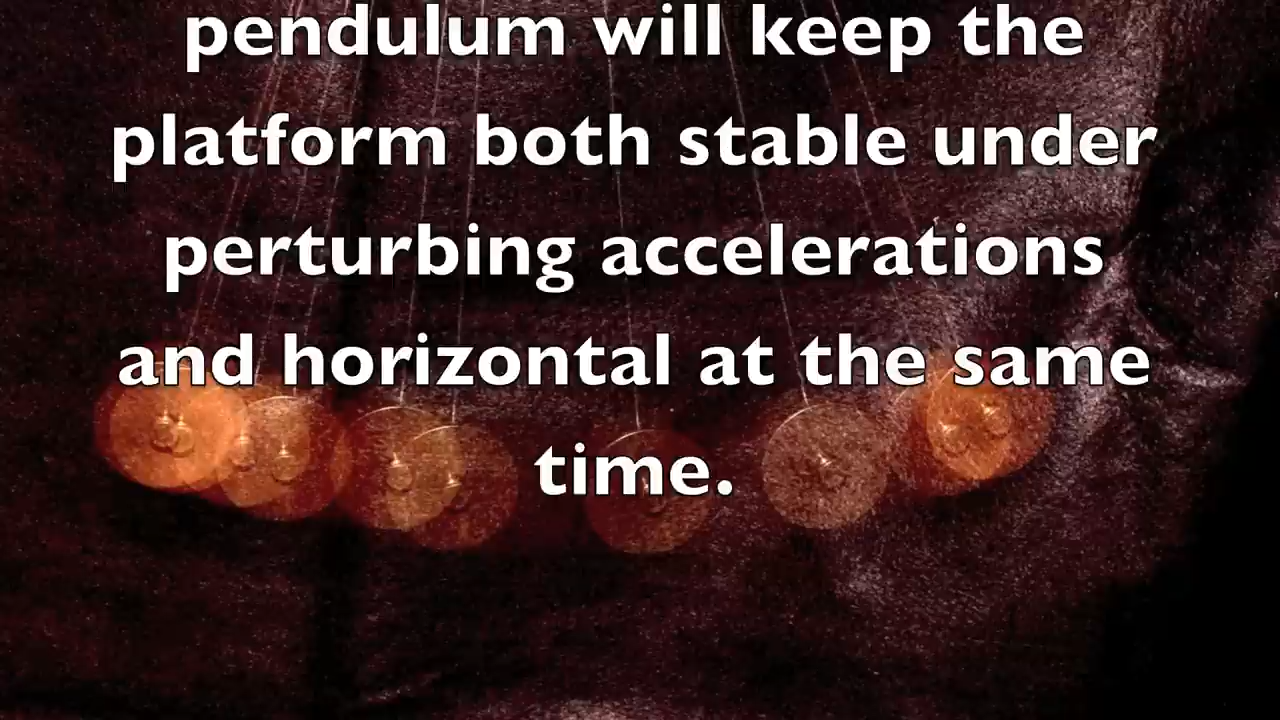 pendulum will keep the
platform both stable under
perturbing accelerations
and horizontal at the same
time.